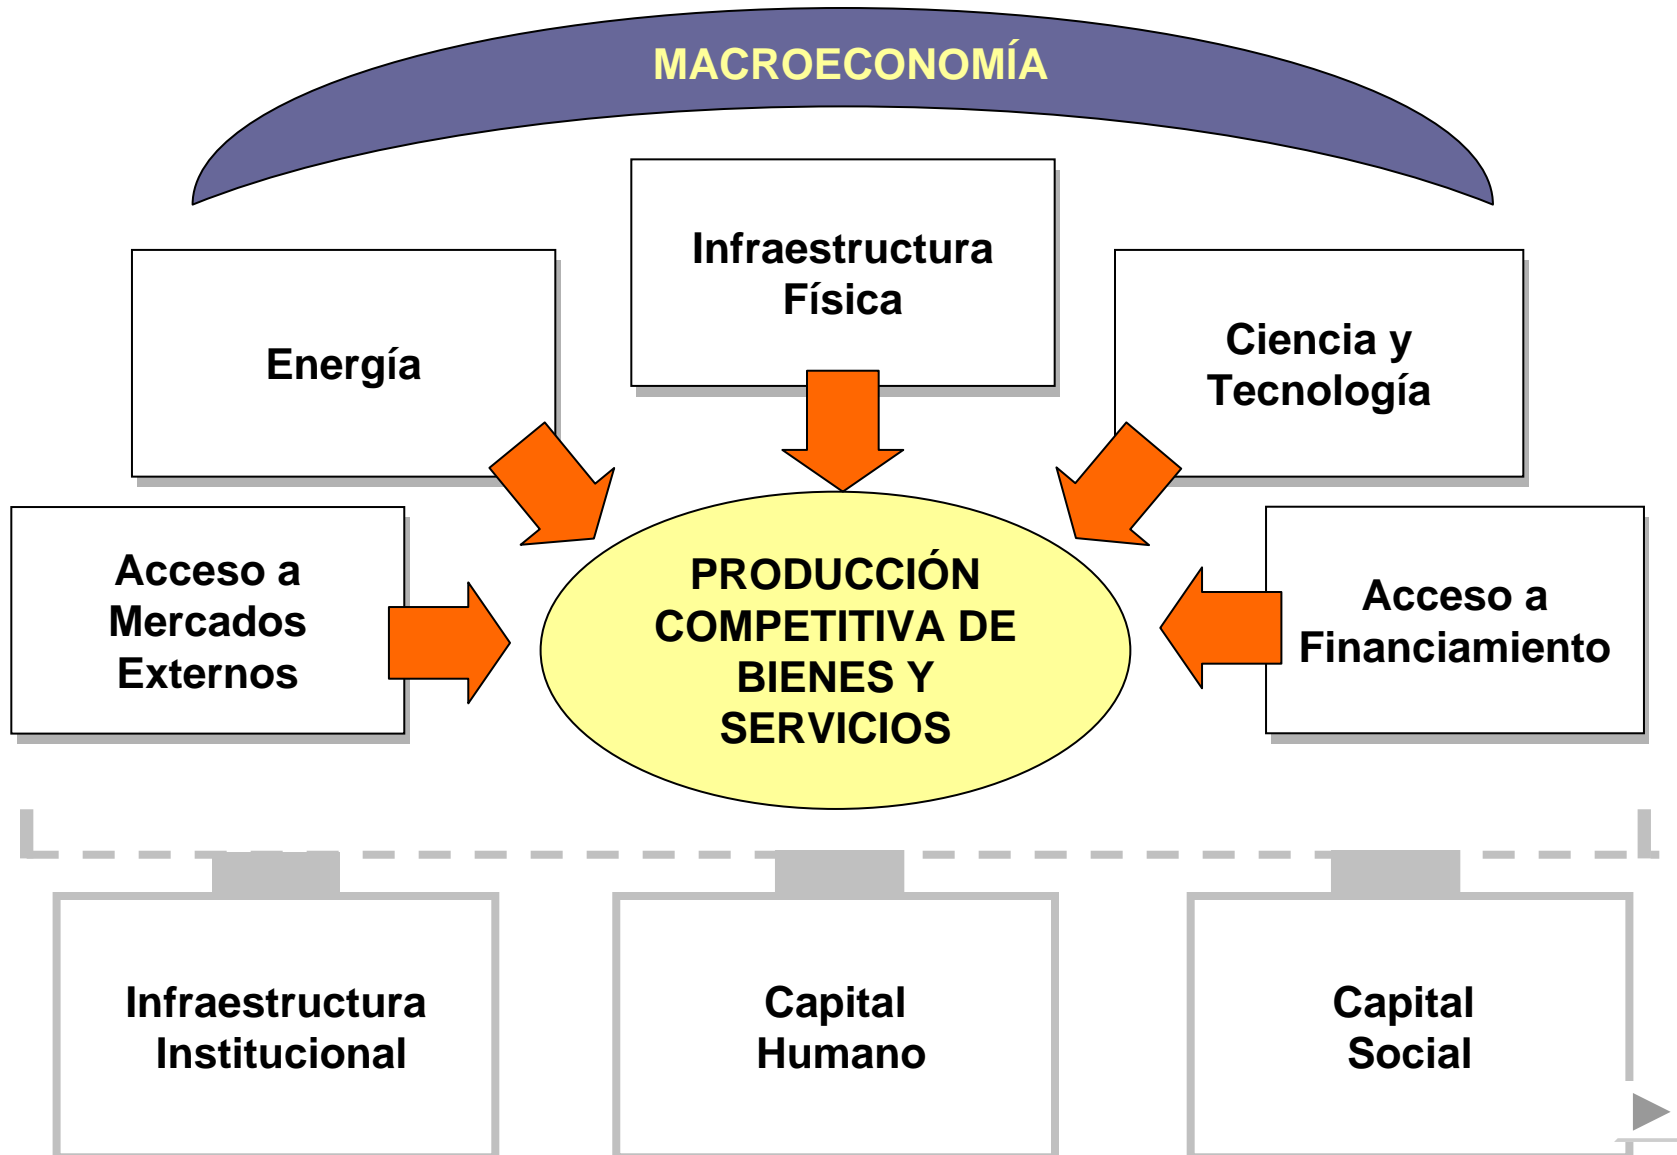 MACROECONOMÍA
Infraestructura
Física
Energía
Ciencia y
Tecnología
Acceso a
Mercados
Externos
PRODUCCIÓN
COMPETITIVA DE
BIENES Y
SERVICIOS
Acceso a
Financiamiento
Infraestructura
Institucional
Capital
Humano
Capital
Social